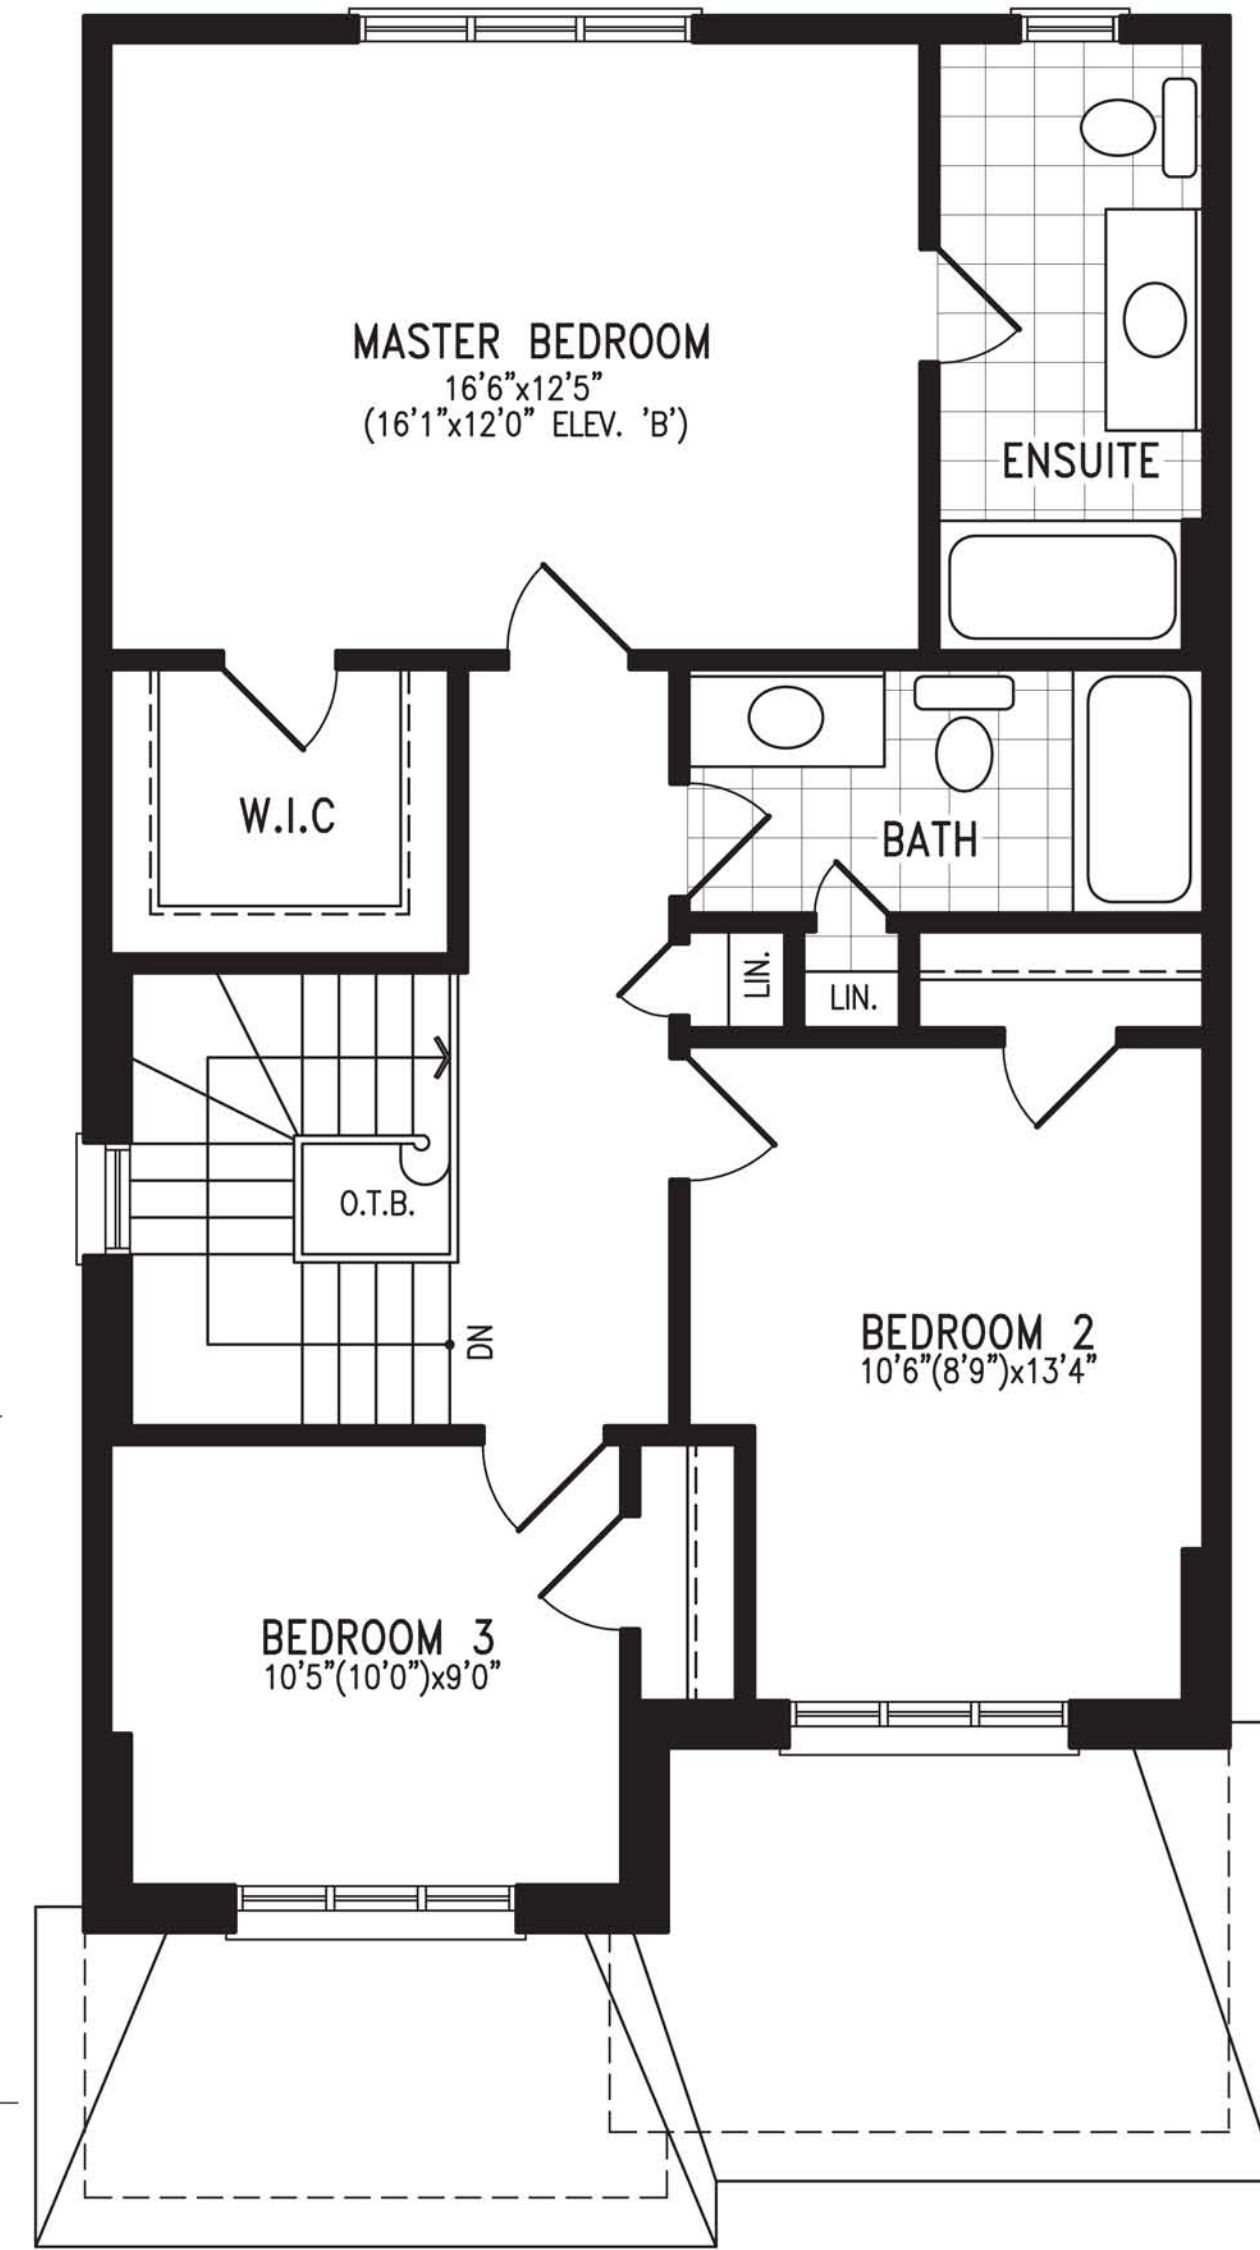 MASTER BEDROOM
16'6"x12'5"
(16'1"x12'0" ELEV. 'B')
ENSUITE
W.I.C
BATH
LIN.
LIN.
O.T.B.
DN
BEDROOM 2
10'6"(8'9")x13'4"
BEDROOM 3
10'5"(10'0")x9'0"